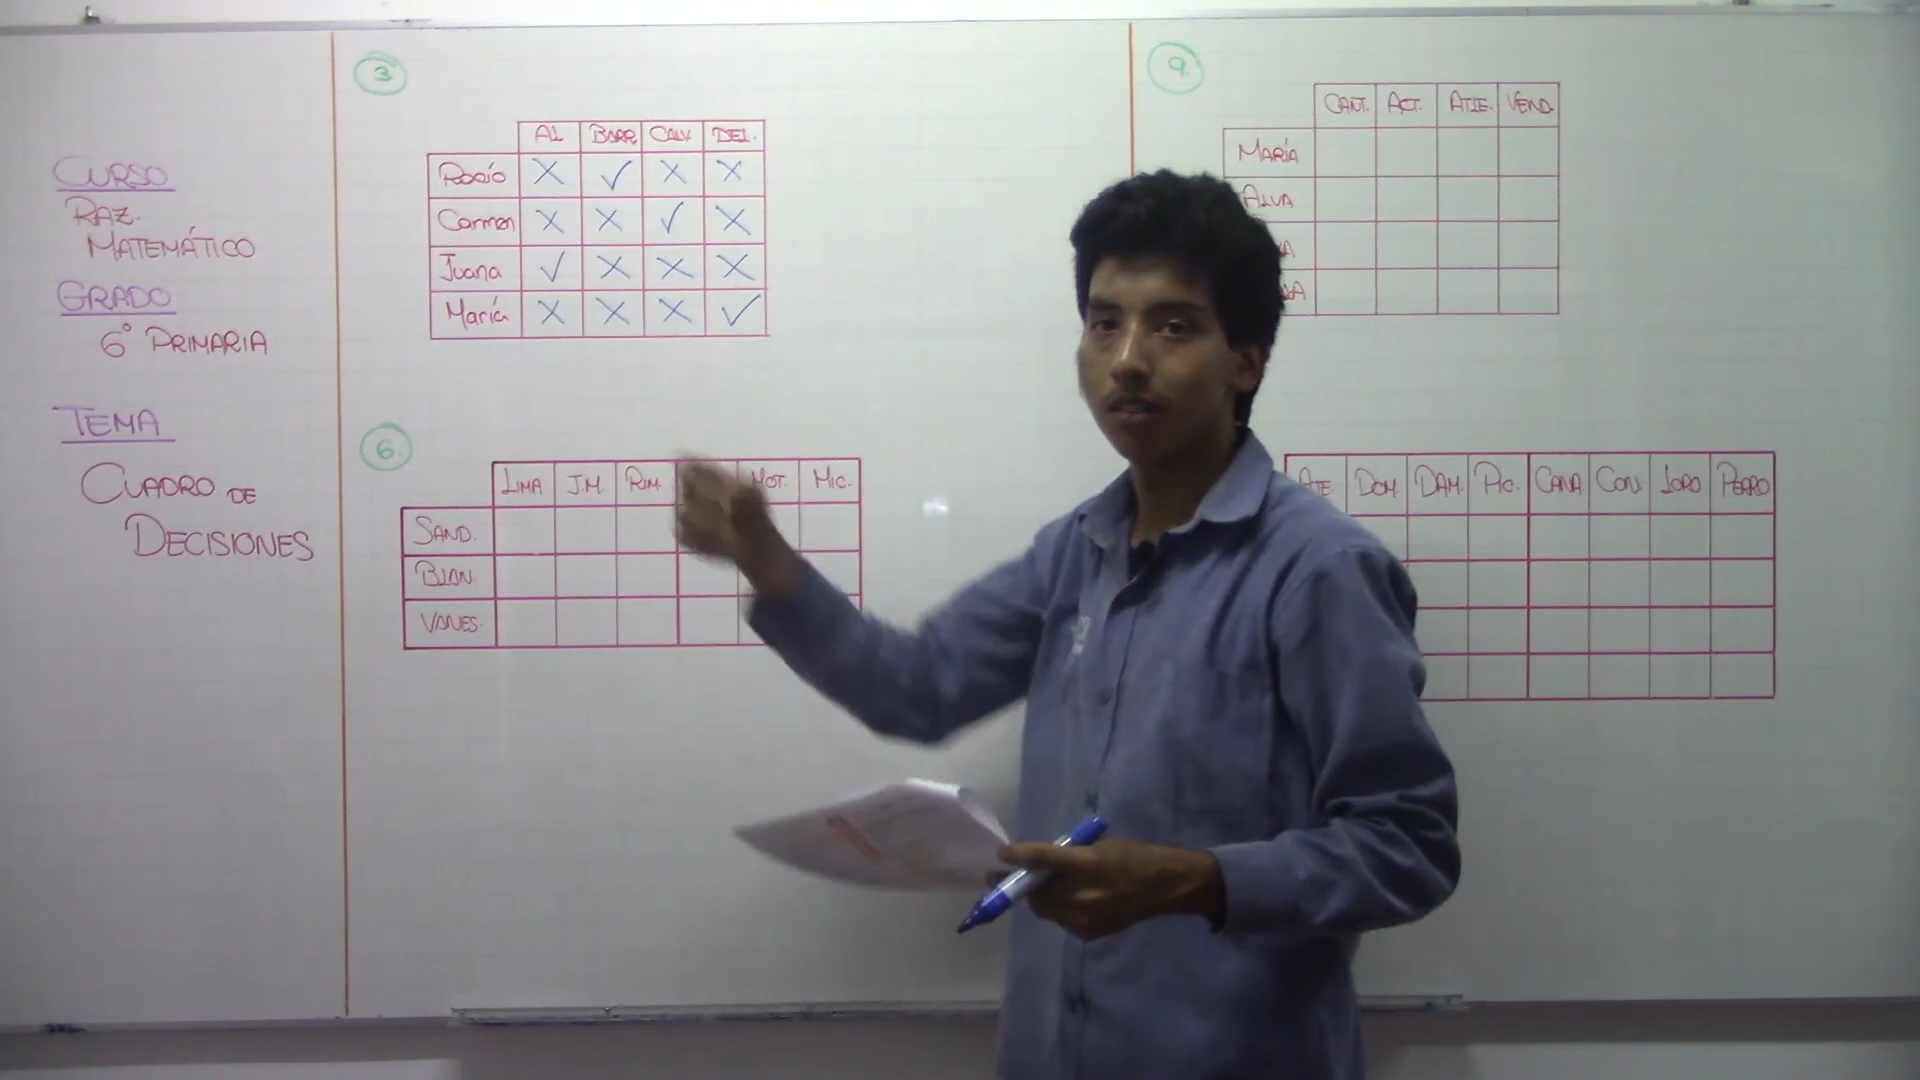 CURSO
RAZ.
MATEMÁTICO
GRADO
6° PRIMARIA
TEMA
CUADRO DE
DECISIONES
3
AL BARR CALV. DEL.
Rocío X ✓ X X
Carmen X X ✓ X
Juana ✓ X X X
María X X X ✓
6.
LIMA J.M. RIM. MOT. MIC.
SAND.
BLAN.
VANES.
9.
CANT. ACT. ATLE. VEND.
MARÍA
ALVA
ATE DOM. DAM. PIC. CANA. CON. LORO PERRO